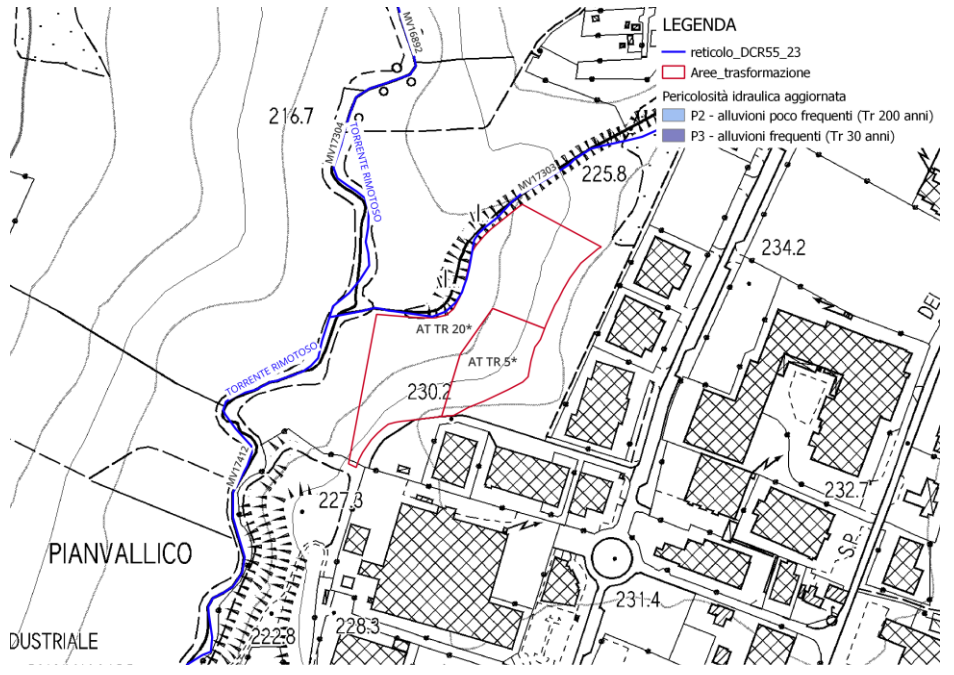 LEGENDA
reticolo_DCR55_23
Aree_trasformazione
Pericolosità idraulica aggiornata
P2 - alluvioni poco frequenti (Tr 200 anni)
P3 - alluvioni frequenti (Tr 30 anni)
MV16892
216.7
MV17304
TORRENTE RIMOTOSO
MV17303
225.8
234.2
DE
AT TR 20*
AT TR 5*
TORRENTE RIMOTOSO
230.2
MV17412
227.3
232.7
S.P.
PIANVALLICO
231.4
DUSTRIALE
222.8
228.3